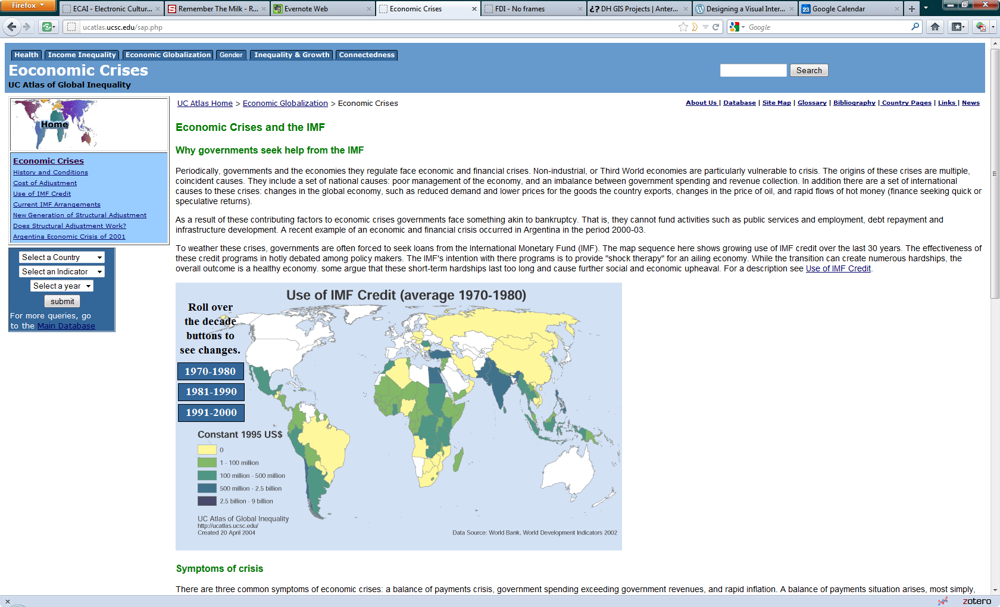 Firefox
ECAI - Electronic Cultur...
Remember The Milk - R...
Evernote Web
Economic Crises
FDI - No frames
¿? DH GIS Projects | Anter...
Designing a Visual Inter...
23 Google Calendar
ucatlas.ucsc.edu/sap.php
Google
Health
Income Inequality
Economic Globalization
Gender
Inequality & Growth
Connectedness
Eoconomic Crises
UC Atlas of Global Inequality
Search
Home
UC Atlas Home > Economic Globalization > Economic Crises
About Us | Database | Site Map | Glossary | Bibliography | Country Pages | Links | News
Economic Crises
History and Conditions
Cost of Adjustment
Use of IMF Credit
Current IMF Arrangements
New Generation of Structural Adjustment
Does Structural Adjustment Work?
Argentina Economic Crisis of 2001
Select a Country
Select an Indicator
Select a year
submit
For more queries, go
to the Main Database
Economic Crises and the IMF
Why governments seek help from the IMF
Periodically, governments and the economies they regulate face economic and financial crises. Non-industrial, or Third World economies are particularly vulnerable to crisis. The origins of these crises are multiple,
coincident causes. They include a set of national causes: poor management of the economy, and an imbalance between government spending and revenue collection. In addition there are a set of international
causes to these crises: changes in the global economy, such as reduced demand and lower prices for the goods the country exports, changes in the price of oil, and rapid flows of hot money (finance seeking quick or
speculative returns).
As a result of these contributing factors to economic crises governments face something akin to bankruptcy. That is, they cannot fund activities such as public services and employment, debt repayment and
infrastructure development. A recent example of an economic and financial crisis occurred in Argentina in the period 2000-03.
To weather these crises, governments are often forced to seek loans from the International Monetary Fund (IMF). The map sequence here shows growing use of IMF credit over the last 30 years. The effectiveness of
these credit programs in hotly debated among policy makers. The IMF's intention with there programs is to provide "shock therapy" for an ailing economy. While the transition can create numerous hardships, the
overall outcome is a healthy economy. some argue that these short-term hardships last too long and cause further social and economic upheaval. For a description see Use of IMF Credit.
Use of IMF Credit (average 1970-1980)
Roll over
the decade
buttons to
see changes.
1970-1980
1981-1990
1991-2000
Constant 1995 US$
0
1 - 100 million
100 million - 500 million
500 million - 2.5 billion
2.5 billion - 9 billion
UC Atlas of Global Inequality
http://ucatlas.ucsc.edu/
Created 20 April 2004
Data Source: World Bank, World Development Indicators 2002
Symptoms of crisis
There are three common symptoms of economic crises: a balance of payments crisis, government spending exceeding government revenues, and rapid inflation. A balance of payments situation arises, most simply,
zotero